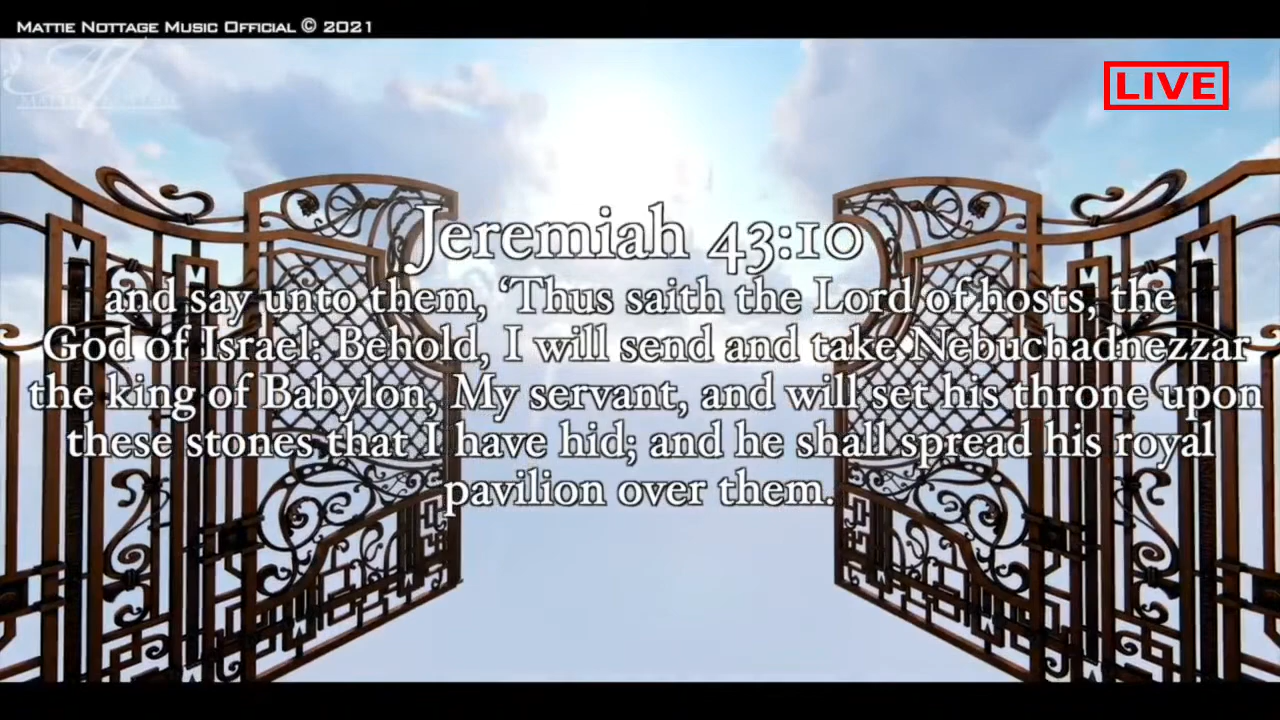 Mattie Nottage Music Official © 2021
LIVE
Jeremiah 43:10
and say unto them, ‘Thus saith the Lord of hosts, the
God of Israel: Behold, I will send and take Nebuchadnezzar
the king of Babylon, My servant, and will set his throne upon
these stones that I have hid; and he shall spread his royal
pavilion over them.